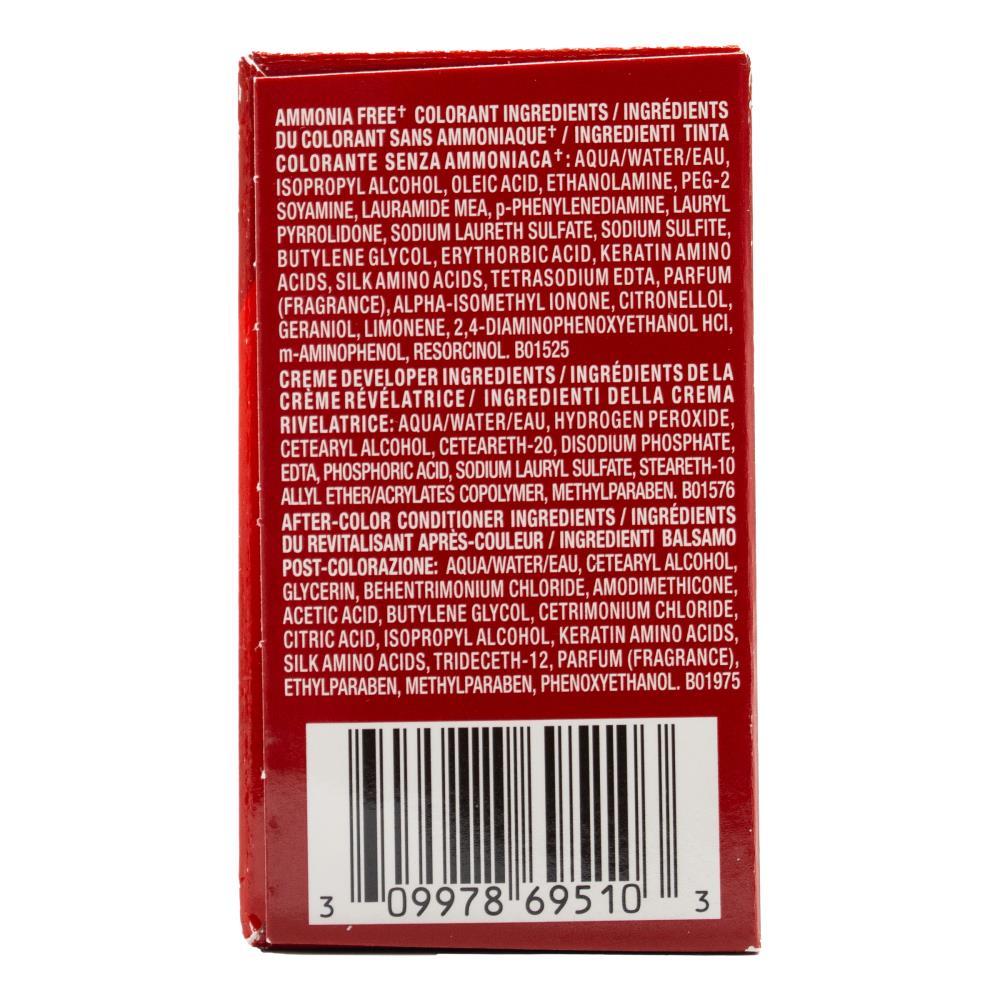 AMMONIA FREE† COLORANT INGREDIENTS / INGRÉDIENTS
DU COLORANT SANS AMMONIAQUE† / INGREDIENTI TINTA
COLORANTE SENZA AMMONIACA†: AQUA/WATER/EAU,
ISOPROPYL ALCOHOL, OLEIC ACID, ETHANOLAMINE, PEG-2
SOYAMINE, LAURAMIDE MEA, p-PHENYLENEDIAMINE, LAURYL
PYRROLIDONE, SODIUM LAURETH SULFATE, SODIUM SULFITE,
BUTYLENE GLYCOL, ERYTHORBIC ACID, KERATIN AMINO
ACIDS, SILK AMINO ACIDS, TETRASODIUM EDTA, PARFUM
(FRAGRANCE), ALPHA-ISOMETHYL IONONE, CITRONELLOL,
GERANIOL, LIMONENE, 2,4-DIAMINOPHENOXYETHANOL HCl,
m-AMINOPHENOL, RESORCINOL. B01525
CREME DEVELOPER INGREDIENTS / INGRÉDIENTS DE LA
CRÈME RÉVÉLATRICE / INGREDIENTI DELLA CREMA
RIVELATRICE: AQUA/WATER/EAU, HYDROGEN PEROXIDE,
CETEARYL ALCOHOL, CETEARETH-20, DISODIUM PHOSPHATE,
EDTA, PHOSPHORIC ACID, SODIUM LAURYL SULFATE, STEARETH-10
ALLYL ETHER/ACRYLATES COPOLYMER, METHYLPARABEN. B01576
AFTER-COLOR CONDITIONER INGREDIENTS / INGRÉDIENTS
DU REVITALISANT APRÈS-COULEUR / INGREDIENTI BALSAMO
POST-COLORAZIONE: AQUA/WATER/EAU, CETEARYL ALCOHOL,
GLYCERIN, BEHENTRIMONIUM CHLORIDE, AMODIMETHICONE,
ACETIC ACID, BUTYLENE GLYCOL, CETRIMONIUM CHLORIDE,
CITRIC ACID, ISOPROPYL ALCOHOL, KERATIN AMINO ACIDS,
SILK AMINO ACIDS, TRIDECETH-12, PARFUM (FRAGRANCE),
ETHYLPARABEN, METHYLPARABEN, PHENOXYETHANOL. B01975
3 09978 69510 3